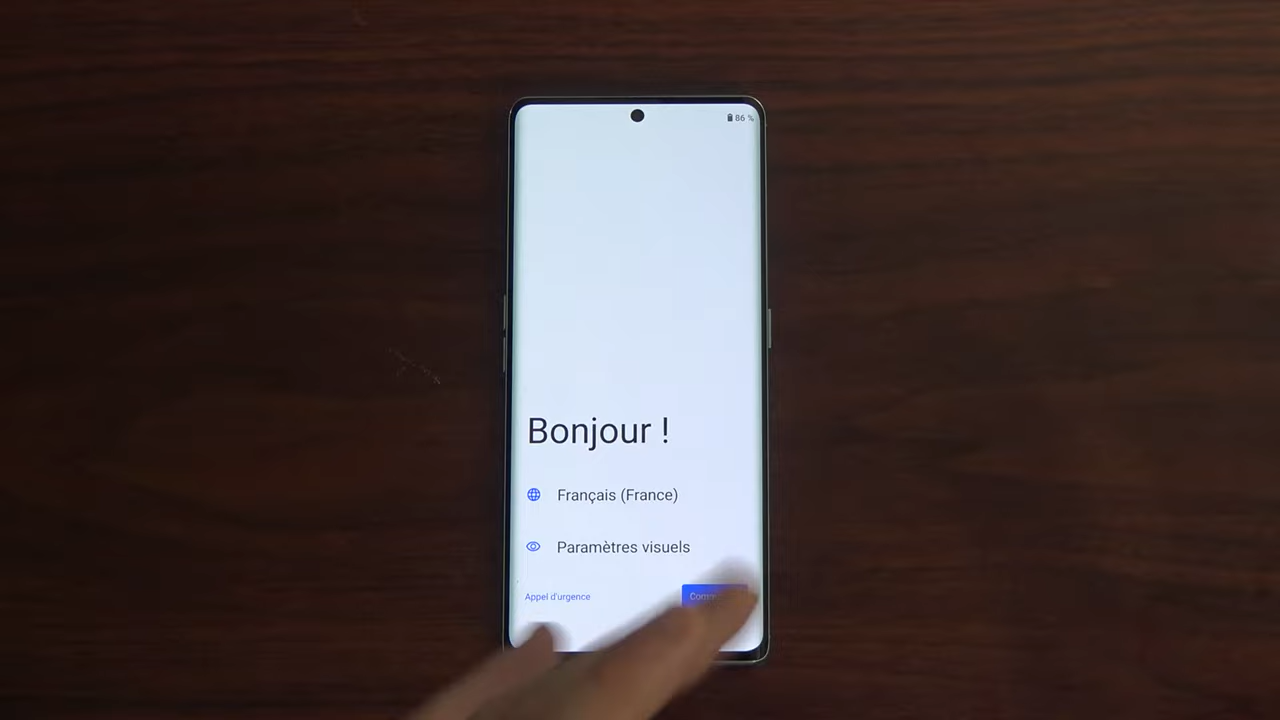 86 %
Bonjour !
Français (France)
Paramètres visuels
Appel d'urgence